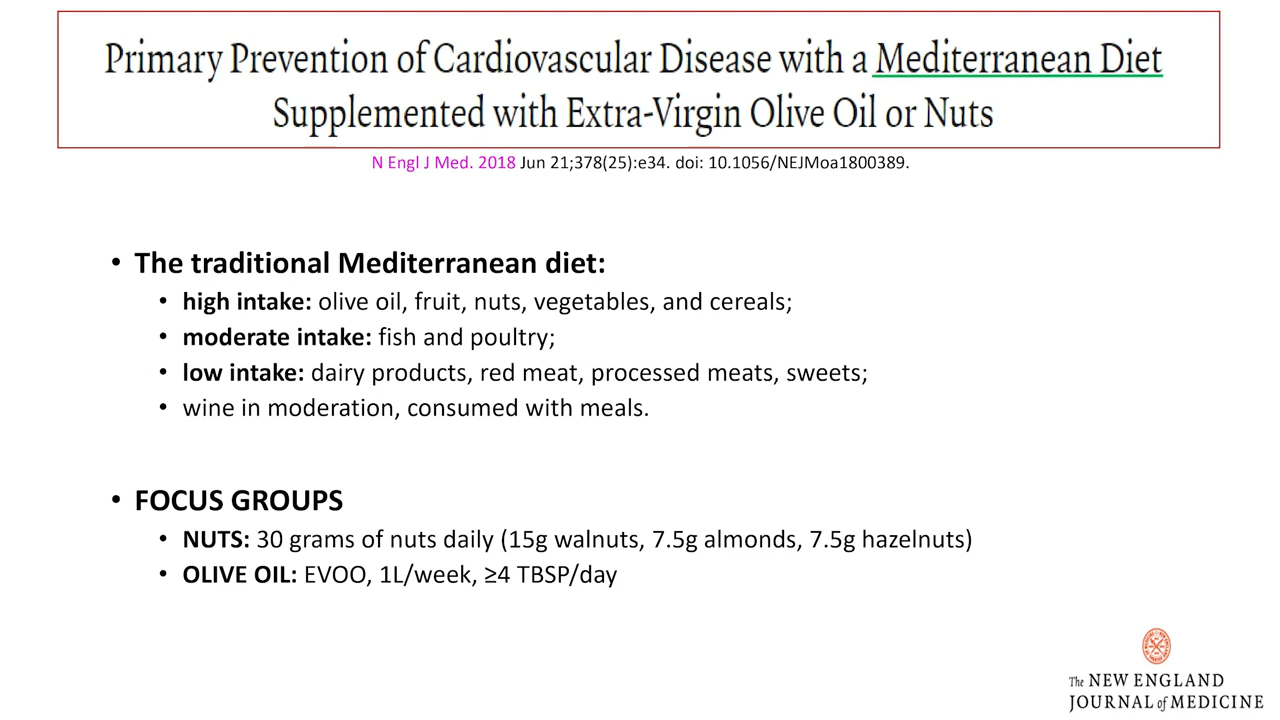 Primary Prevention of Cardiovascular Disease with a Mediterranean Diet
Supplemented with Extra-Virgin Olive Oil or Nuts
N Engl J Med. 2018 Jun 21;378(25):e34. doi: 10.1056/NEJMoa1800389.
• The traditional Mediterranean diet:
• high intake: olive oil, fruit, nuts, vegetables, and cereals;
• moderate intake: fish and poultry;
• low intake: dairy products, red meat, processed meats, sweets;
• wine in moderation, consumed with meals.
• FOCUS GROUPS
• NUTS: 30 grams of nuts daily (15g walnuts, 7.5g almonds, 7.5g hazelnuts)
• OLIVE OIL: EVOO, 1L/week, ≥4 TBSP/day
The NEW ENGLAND
JOURNAL of MEDICINE